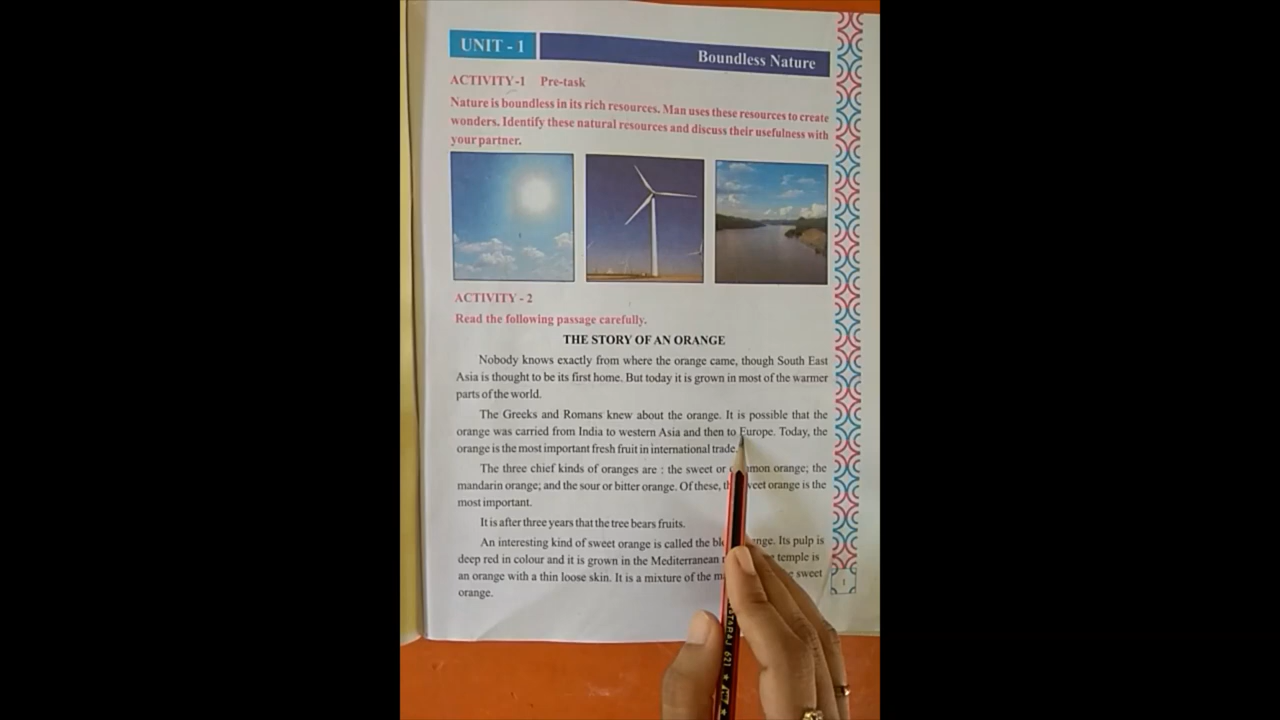 UNIT - 1
Boundless Nature
ACTIVITY-1 Pre-task
Nature is boundless in its rich resources. Man uses these resources to create
wonders. Identify these natural resources and discuss their usefulness with
your partner.
ACTIVITY - 2
Read the following passage carefully.
THE STORY OF AN ORANGE
Nobody knows exactly from where the orange came, though South East
Asia is thought to be its first home. But today it is grown in most of the warmer
parts of the world.
The Greeks and Romans knew about the orange. It is possible that the
orange was carried from India to western Asia and then to Europe. Today, the
orange is the most important fresh fruit in international trade.
The three chief kinds of oranges are : the sweet or mon orange; the
mandarin orange; and the sour or bitter orange. Of these, weet orange is the
most important.
It is after three years that the tree bears fruits.
An interesting kind of sweet orange is called the nge. Its pulp is
deep red in colour and it is grown in the Mediterranean temple is
an orange with a thin loose skin. It is a mixture of the sweet
orange.
1
621